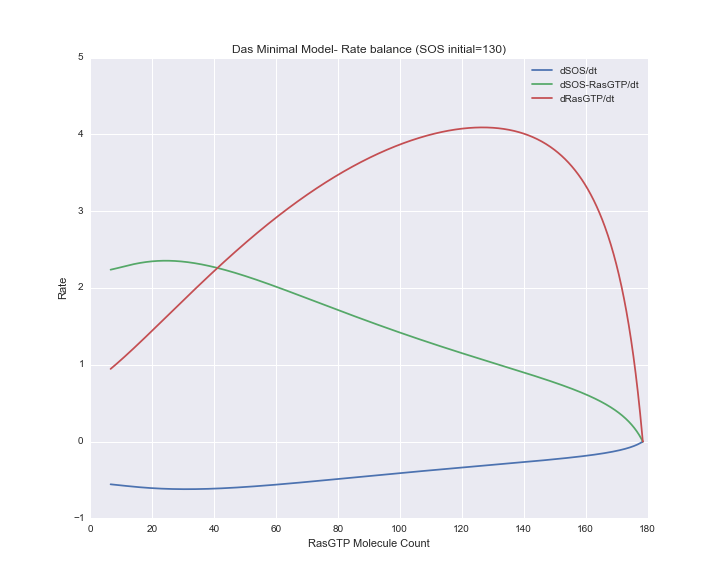 Das Minimal Model- Rate balance (SOS initial=130)
dSOS/dt
dSOS-RasGTP/dt
dRasGTP/dt
5
4
3
2
1
0
−1
Rate
0 20 40 60 80 100 120 140 160 180
RasGTP Molecule Count